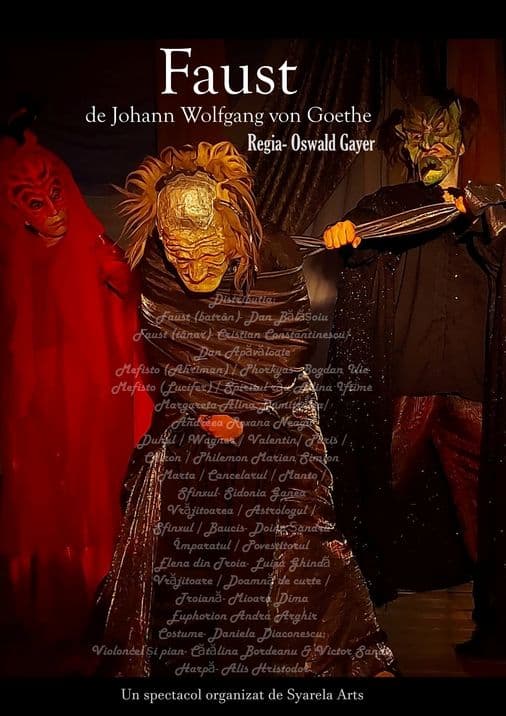 Faust
de Johann Wolfgang von Goethe
Regia- Oswald Gayer
Distribuția:
Faust (bătrân)- Dan Bălășoiu
Faust (tânăr)- Cristian Constantinescu/
Dan Apăvăloaie
Mefisto (Ahriman) / Phorkyas- Bogdan Ilie
Mefisto (Lucifer) / Spiritul Alina Iftime
Margareta- Alina
Andreea Roxana Neagu
Duhul / Wagner / Valentin/ Paris /
Chiron / Philemon Marian Simion
Marta / Cancelarul / Manto /
Sfinxul- Sidonia Ganea
Vrăjitoarea / Astrologul /
Sfinxul / Baucis- Doina Sandu
Împaratul / Povestitorul
Elena din Troia- Luiza Ghindă
Vrăjitoare / Doamnă de curte /
Troiană- Mioara Dima
Euphorion Andra Arghir
Costume- Daniela Diaconescu;
Violoncel și pian- Cătălina Bordeanu & Victor Sandu
Harpă- Alis Hristodor
Un spectacol organizat de Syarela Arts